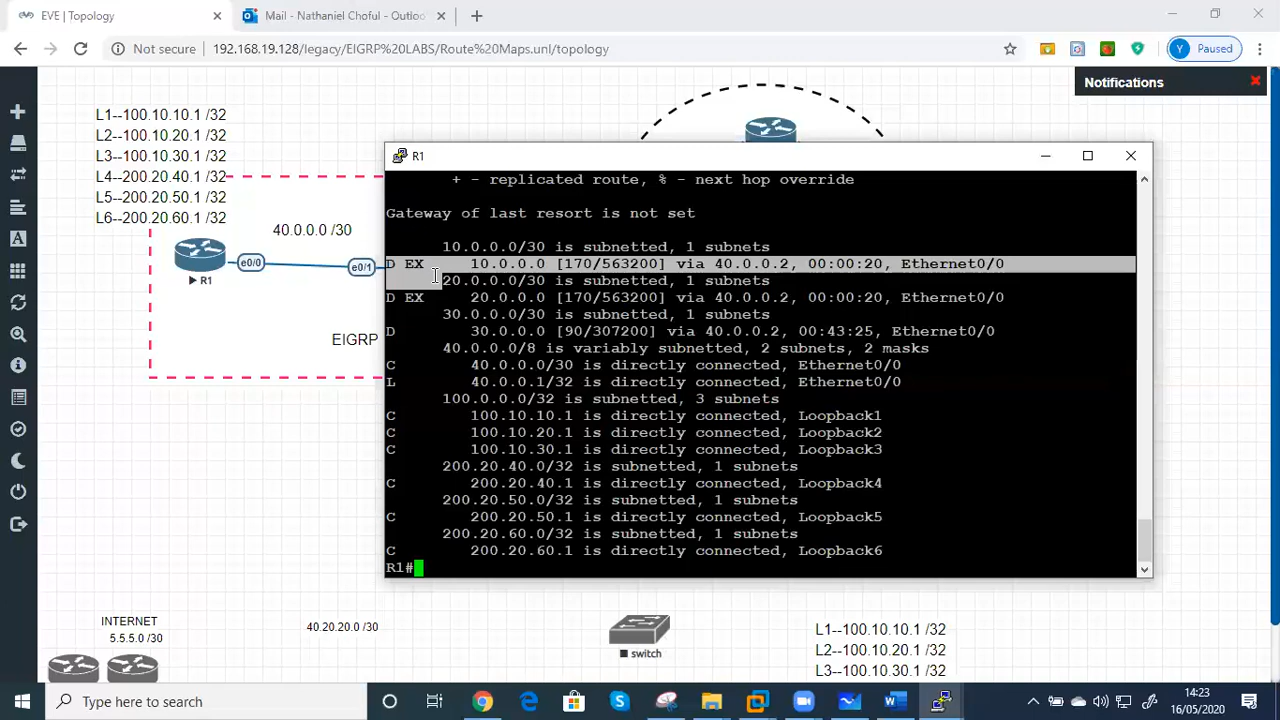 EVE | Topology
Mail - Nathaniel Choful - Outloo
Not secure
192.168.19.128/legacy/EIGRP%20LABS/Route%20Maps.unl/topology
Y
Paused
Notifications
L1--100.10.10.1 /32
L2--100.10.20.1 /32
L3--100.10.30.1 /32
L4--200.20.40.1 /32
L5--200.20.50.1 /32
L6--200.20.60.1 /32
40.0.0.0 /30
e0/0
e0/1
R1
EIGRP
R1
+ - replicated route, % - next hop override
Gateway of last resort is not set
10.0.0.0/30 is subnetted, 1 subnets
D EX 10.0.0.0 [170/563200] via 40.0.0.2, 00:00:20, Ethernet0/0
20.0.0.0/30 is subnetted, 1 subnets
D EX 20.0.0.0 [170/563200] via 40.0.0.2, 00:00:20, Ethernet0/0
30.0.0.0/30 is subnetted, 1 subnets
D 30.0.0.0 [90/307200] via 40.0.0.2, 00:43:25, Ethernet0/0
40.0.0.0/8 is variably subnetted, 2 subnets, 2 masks
C 40.0.0.0/30 is directly connected, Ethernet0/0
L 40.0.0.1/32 is directly connected, Ethernet0/0
100.0.0.0/32 is subnetted, 3 subnets
C 100.10.10.1 is directly connected, Loopback1
C 100.10.20.1 is directly connected, Loopback2
C 100.10.30.1 is directly connected, Loopback3
200.20.40.0/32 is subnetted, 1 subnets
C 200.20.40.1 is directly connected, Loopback4
200.20.50.0/32 is subnetted, 1 subnets
C 200.20.50.1 is directly connected, Loopback5
200.20.60.0/32 is subnetted, 1 subnets
C 200.20.60.1 is directly connected, Loopback6
R1#
INTERNET
5.5.5.0 /30
40.20.20.0 /30
switch
L1--100.10.10.1 /32
L2--100.10.20.1 /32
L3--100.10.30.1 /32
Type here to search
14:23
16/05/2020